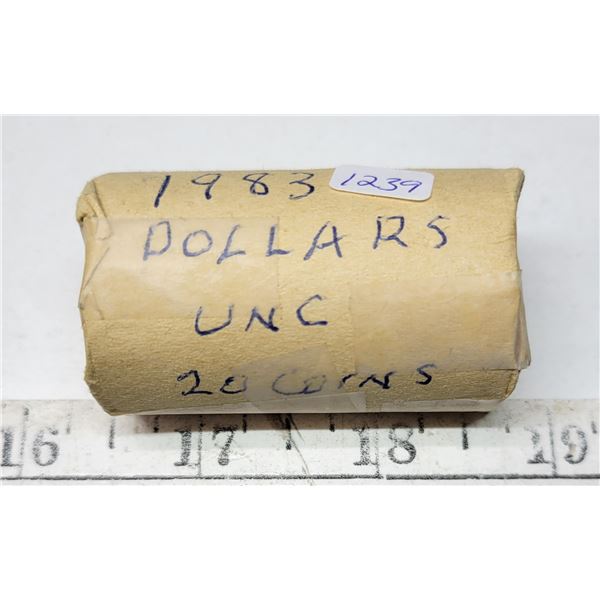 1983
1239
DOLLARS
UNC
20 COINS
16 17 18 19